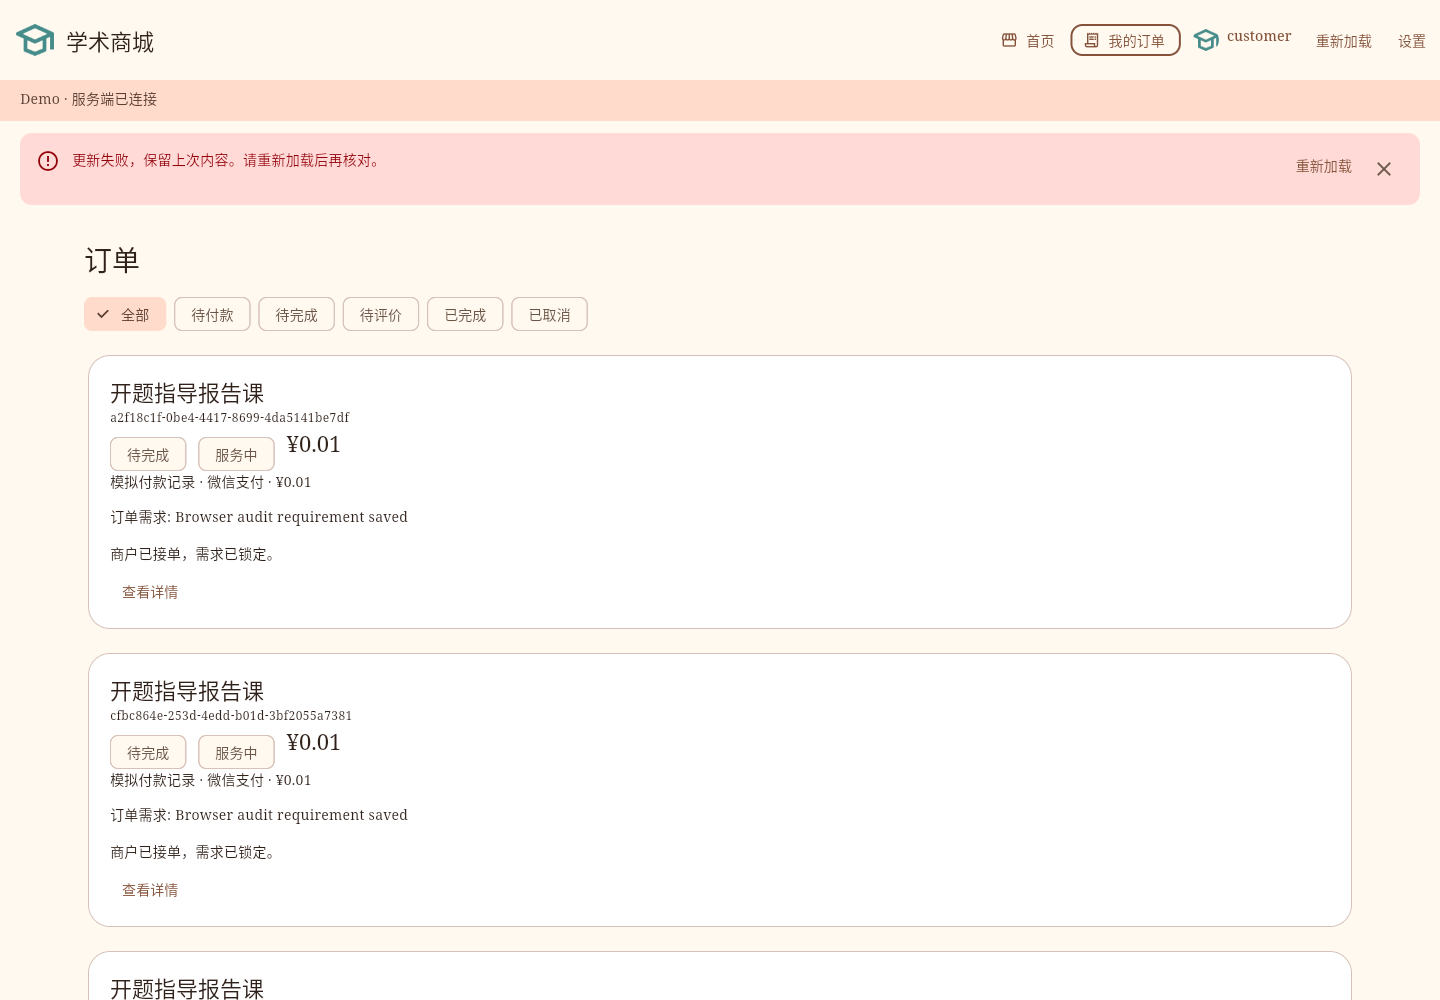 学术商城
首页
我的订单
customer
重新加载
设置
Demo · 服务端已连接
更新失败，保留上次内容。请重新加载后再核对。
重新加载
订单
全部
待付款
待完成
待评价
已完成
已取消
开题指导报告课
a2f18c1f-0be4-4417-8699-4da5141be7df
待完成
服务中
¥0.01
模拟付款记录 · 微信支付 · ¥0.01
订单需求: Browser audit requirement saved
商户已接单，需求已锁定。
查看详情
开题指导报告课
cfbc864e-253d-4edd-b01d-3bf2055a7381
待完成
服务中
¥0.01
模拟付款记录 · 微信支付 · ¥0.01
订单需求: Browser audit requirement saved
商户已接单，需求已锁定。
查看详情
开题指导报告课